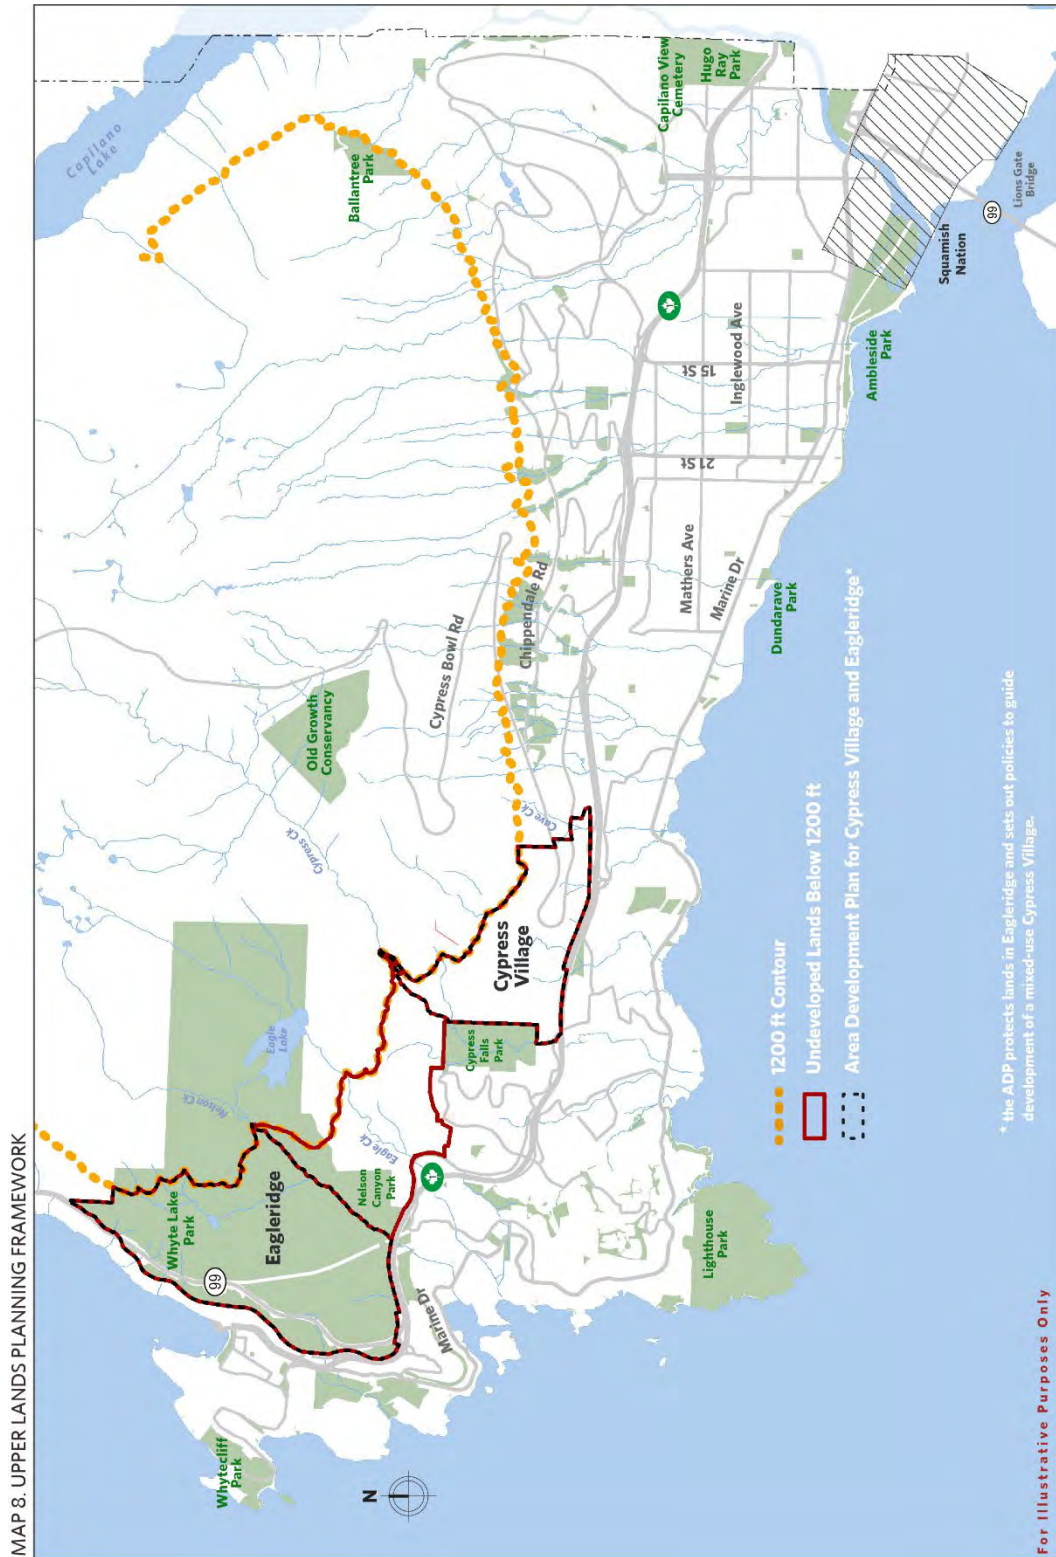 MAP 8. UPPER LANDS PLANNING FRAMEWORK
Capilano
Lake
Ballantree
Park
Capilano View
Cemetery
Hugo
Ray
Park
Old Growth
Conservancy
Cypress Bowl Rd
Chippendale Rd
Cypress Ck
Cave Ck
15 St
Inglewood Ave
21 St
Mathers Ave
Marine Dr
Squamish
Nation
99
Lions Gate
Bridge
Ambleside
Park
Dundarave
Park
Eagle
Lake
Nelson Ck
Cypress
Village
Cypress
Falls
Park
Eagle Ck
Nelson
Canyon
Park
Whyte Lake
Park
Eagleridge
99
Marine Dr
Lighthouse
Park
Whytecliff
Park
N
1200 ft Contour
Undeveloped Lands Below 1200 ft
Area Development Plan for Cypress Village and Eagleridge*
* the ADP protects lands in Eagleridge and sets out policies to guide
development of a mixed-use Cypress Village.
For Illustrative Purposes Only